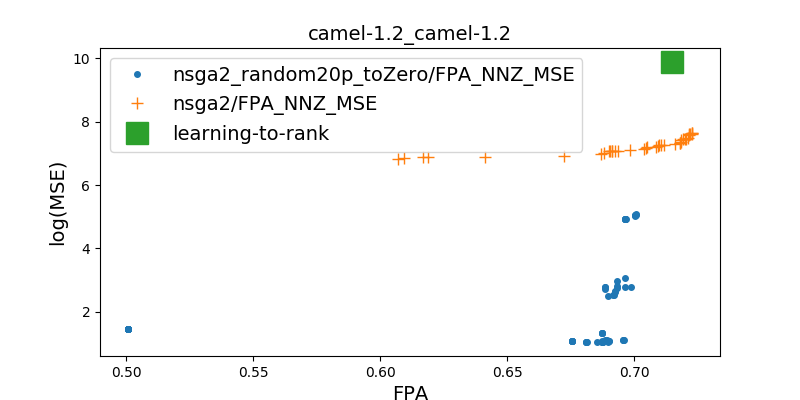 camel-1.2_camel-1.2
nsga2_random20p_toZero/FPA_NNZ_MSE
nsga2/FPA_NNZ_MSE
learning-to-rank
log(MSE)
10
8
6
4
2
0.50 0.55 0.60 0.65 0.70
FPA